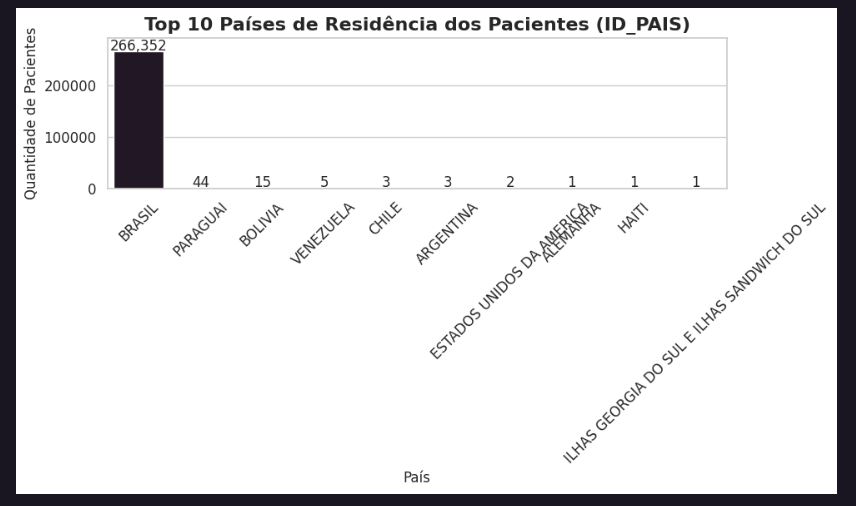 Top 10 Países de Residência dos Pacientes (ID_PAIS)
Quantidade de Pacientes
200000
100000
0
266,352
44
15
5
3
3
2
1
1
1
BRASIL
PARAGUAI
BOLIVIA
VENEZUELA
CHILE
ARGENTINA
ESTADOS UNIDOS DA AMERICA
ALEMANHA
HAITI
ILHAS GEORGIA DO SUL E ILHAS SANDWICH DO SUL
País